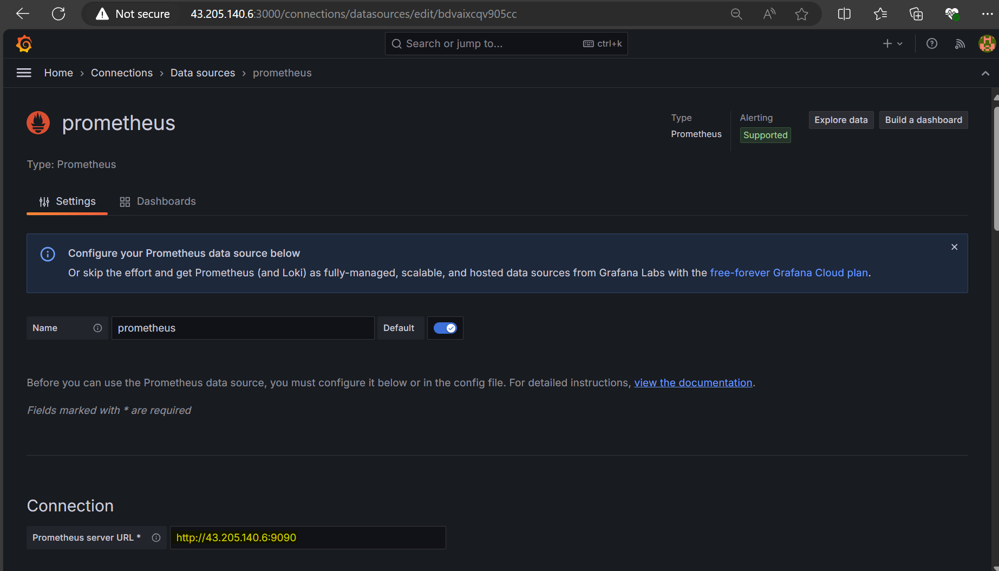 Not secure 43.205.140.6:3000/connections/datasources/edit/bdvaixcqv905cc
Search or jump to... ctrl+k
Home › Connections › Data sources › prometheus
prometheus
Type
Prometheus
Alerting
Supported
Explore data
Build a dashboard
Type: Prometheus
Settings
Dashboards
Configure your Prometheus data source below
Or skip the effort and get Prometheus (and Loki) as fully-managed, scalable, and hosted data sources from Grafana Labs with the free-forever Grafana Cloud plan.
Name prometheus Default
Before you can use the Prometheus data source, you must configure it below or in the config file. For detailed instructions, view the documentation.
Fields marked with * are required
Connection
Prometheus server URL * http://43.205.140.6:9090